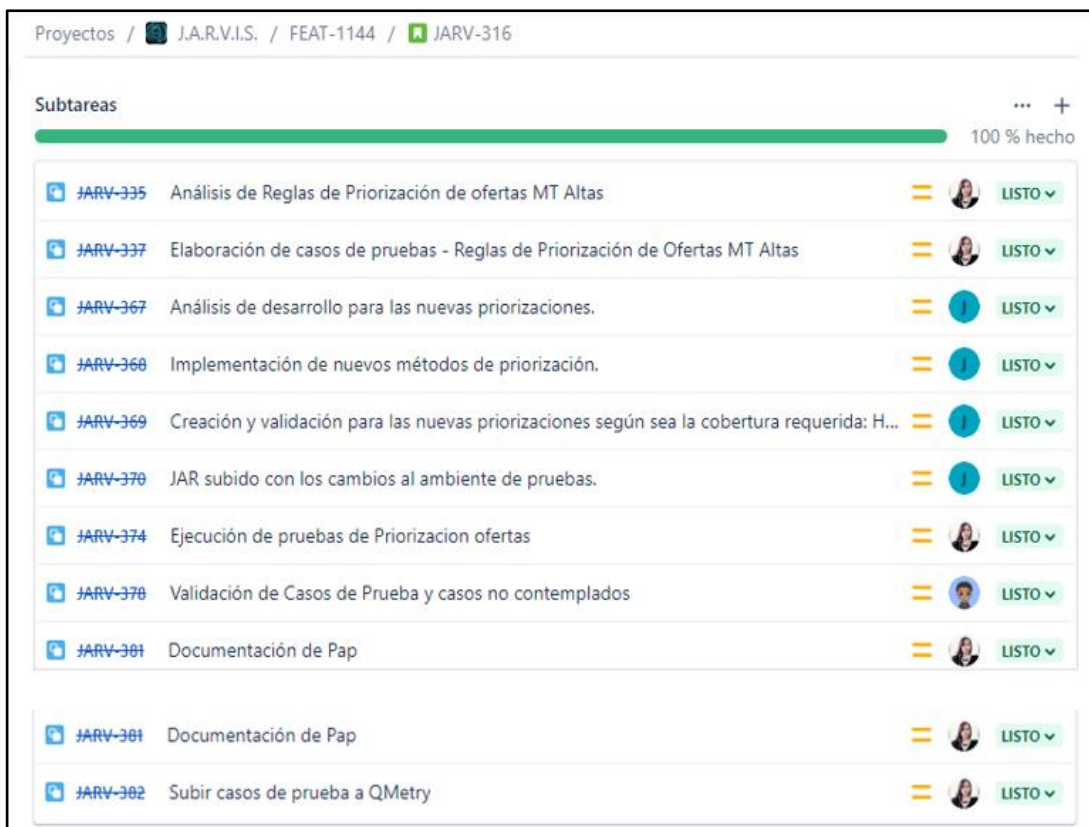 Proyectos / J.A.R.V.I.S. / FEAT-1144 / JARV-316
Subtareas ... +
100 % hecho
JARV-335 Análisis de Reglas de Priorización de ofertas MT Altas LISTO
JARV-337 Elaboración de casos de pruebas - Reglas de Priorización de Ofertas MT Altas LISTO
JARV-367 Análisis de desarrollo para las nuevas priorizaciones. J LISTO
JARV-368 Implementación de nuevos métodos de priorización. J LISTO
JARV-369 Creación y validación para las nuevas priorizaciones según sea la cobertura requerida: H... J LISTO
JARV-370 JAR subido con los cambios al ambiente de pruebas. J LISTO
JARV-374 Ejecución de pruebas de Priorizacion ofertas LISTO
JARV-378 Validación de Casos de Prueba y casos no contemplados LISTO
JARV-381 Documentación de Pap LISTO
JARV-381 Documentación de Pap LISTO
JARV-382 Subir casos de prueba a QMetry LISTO